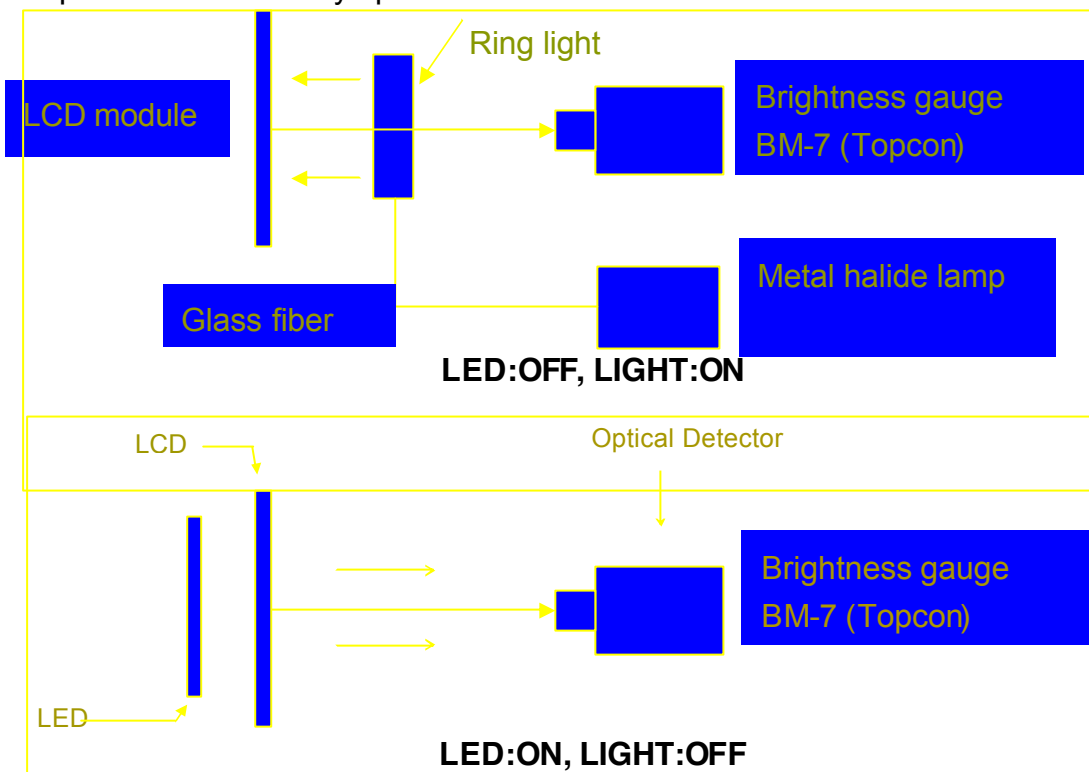 Ring light
LCD module
Brightness gauge
BM-7 (Topcon)
Metal halide lamp
Glass fiber
LED:OFF, LIGHT:ON
LCD
Optical Detector
Brightness gauge
BM-7 (Topcon)
LED
LED:ON, LIGHT:OFF